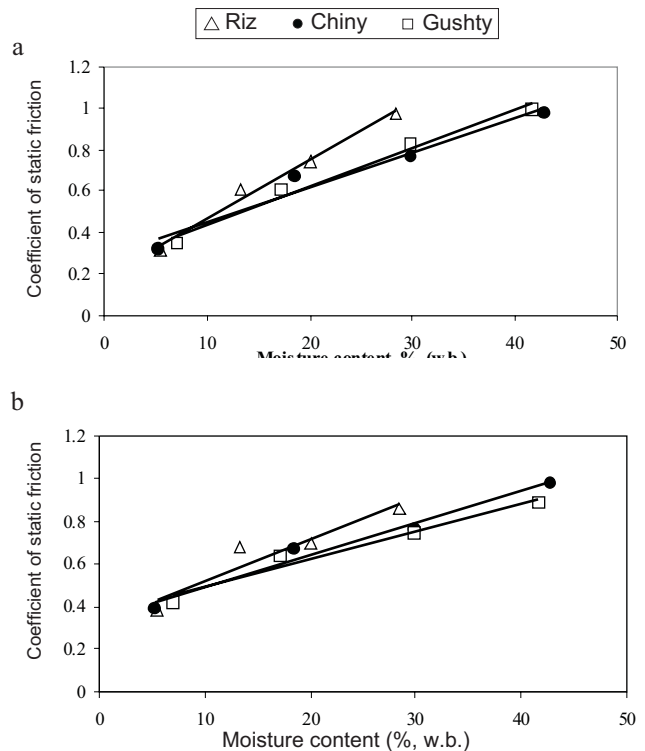 Riz Chiny Gushty
a
1.2
1
0.8
0.6
0.4
0.2
0
Coefficient of static friction
0 10 20 30 40 50
Moisture content, % (w.b.)
b
1.2
1
0.8
0.6
0.4
0.2
0
Coefficient of static friction
0 10 20 30 40 50
Moisture content (%, w.b.)